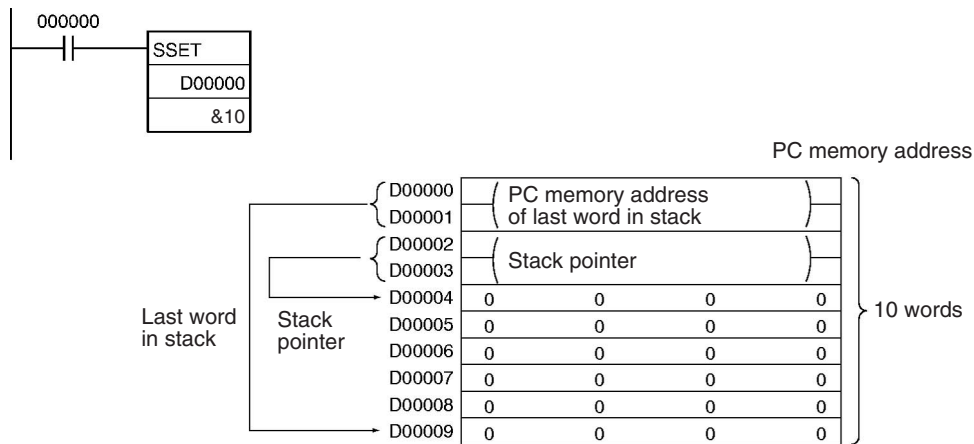 000000
SSET
D00000
&10
PC memory address
D00000
D00001
PC memory address
of last word in stack
D00002
D00003
Stack pointer
D00004 0 0 0 0
D00005 0 0 0 0
D00006 0 0 0 0
D00007 0 0 0 0
D00008 0 0 0 0
D00009 0 0 0 0
Last word
in stack
Stack
pointer
10 words